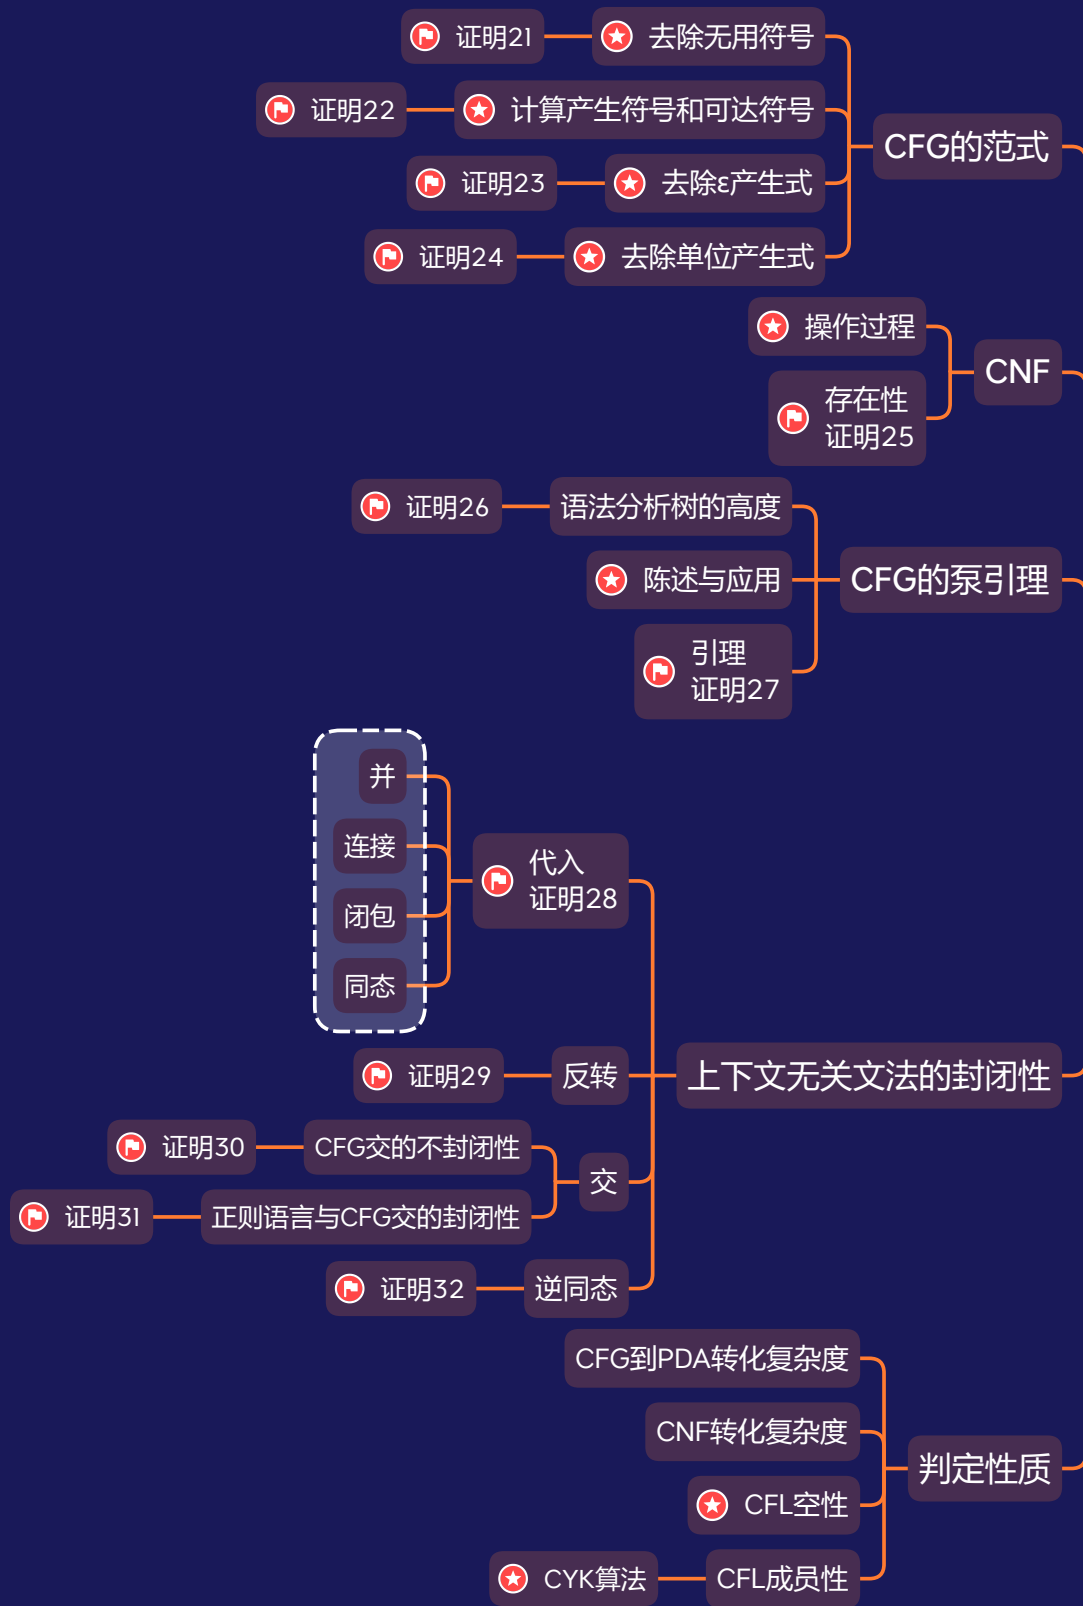 证明21
去除无用符号
证明22
计算产生符号和可达符号
CFG的范式
证明23
去除ε产生式
证明24
去除单位产生式
操作过程
CNF
存在性
证明25
证明26
语法分析树的高度
陈述与应用
CFG的泵引理
引理
证明27
并
连接
代入
证明28
闭包
同态
证明29
反转
上下文无关文法的封闭性
证明30
CFG交的不封闭性
交
证明31
正则语言与CFG交的封闭性
证明32
逆同态
CFG到PDA转化复杂度
CNF转化复杂度
判定性质
CFL空性
CYK算法
CFL成员性